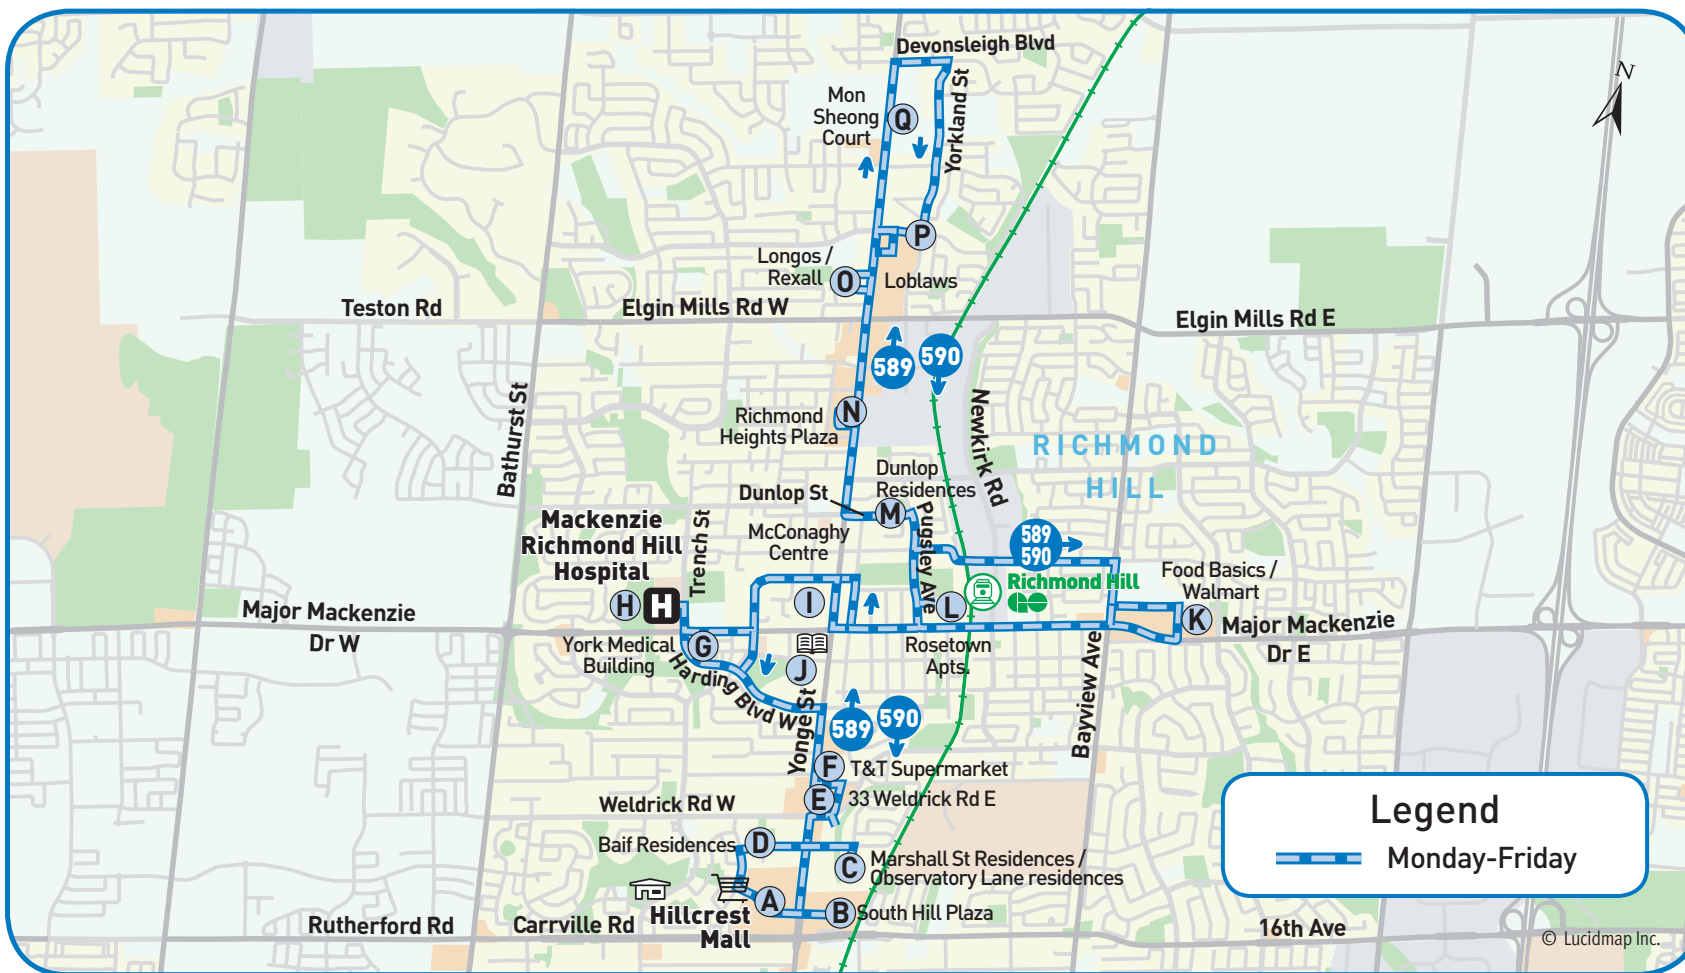 Devonsleigh Blvd
N
Mon
Sheong
Court
Q
Yorkland St
P
Longos /
Rexall
O
Loblaws
Teston Rd
Elgin Mills Rd W
Elgin Mills Rd E
589
590
Bathurst St
Richmond
Heights Plaza
N
Newkirk Rd
RICHMOND
HILL
Dunlop
Residences
Dunlop St
M
Mackenzie
Richmond Hill
Hospital
Trench St
McConaghy
Centre
Pugsley Ave
589
590
Food Basics /
Walmart
Richmond Hill
GO
H
H
I
L
K
Major Mackenzie
Dr W
Major Mackenzie
Dr E
York Medical
Building
G
J
Rosetown
Apts.
Harding Blvd W
Yonge St
Bayview Ave
589
590
F
T&T Supermarket
E
33 Weldrick Rd E
Weldrick Rd W
Baif Residences
D
C
Marshall St Residences /
Observatory Lane residences
A
B
South Hill Plaza
Hillcrest
Mall
Rutherford Rd
Carrville Rd
16th Ave
Legend
Monday-Friday
© Lucidmap Inc.